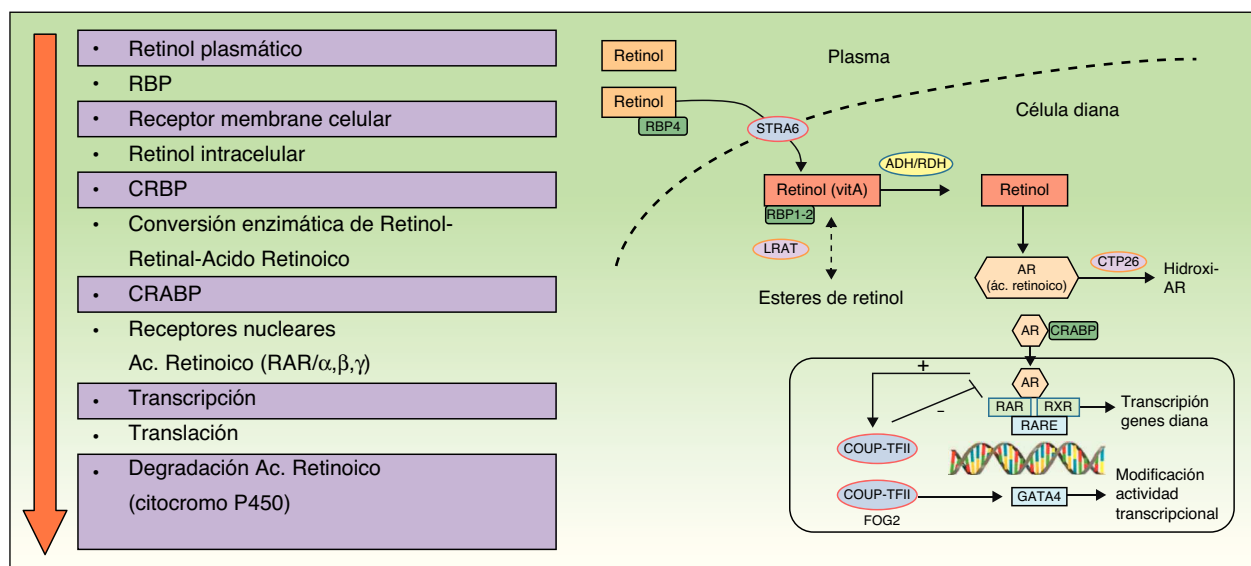 • Retinol plasmático
• RBP
• Receptor membrane celular
• Retinol intracelular
• CRBP
• Conversión enzimática de Retinol-
Retinal-Acido Retinoico
• CRABP
• Receptores nucleares
Ac. Retinoico (RAR/α,β,γ)
• Transcripción
• Translación
• Degradación Ac. Retinoico
(citocromo P450)
Retinol
Plasma
Retinol
RBP4
STRA6
Célula diana
ADH/RDH
Retinol (vitA)
RBP1-2
Retinol
LRAT
Esteres de retinol
AR
(ác. retinoico)
CTP26
Hidroxi-
AR
AR
CRABP
+
AR
–
RAR
RXR
RARE
Transcripión
genes diana
COUP-TFII
COUP-TFII
FOG2
GATA4
Modificación
actividad
transcripcional